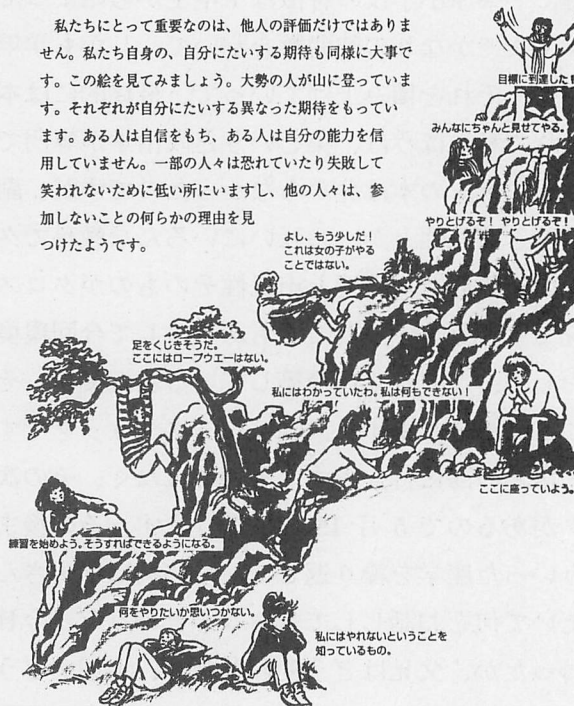 私たちにとって重要なのは、他人の評価だけではありま
せん。私たち自身の、自分にたいする期待も同様に大事で
す。この絵を見てみましょう。大勢の人が山に登っていま
す。それぞれが自分にたいする異なった期待をもってい
ます。ある人は自信をもち、ある人は自分の能力を信
用していません。一部の人々は恐れていたり失敗して
笑われないために低い所にいますし、他の人々は、参
加しないことの何らかの理由を見
つけたようです。
目標に到達した!
みんなにちゃんと見せてやる。
やりとげるぞ! やりとげるぞ!
よし、もう少しだ!
これは女の子がやる
ことではない。
足をくじきそうだ。
ここにはロープウエーはない。
私にはわかっていたわ。私は何もできない!
ここに座っていよう。
練習を始めよう。そうすればできるようになる。
何をやりたいか思いつかない。
私にはやれないということを
知っているもの。